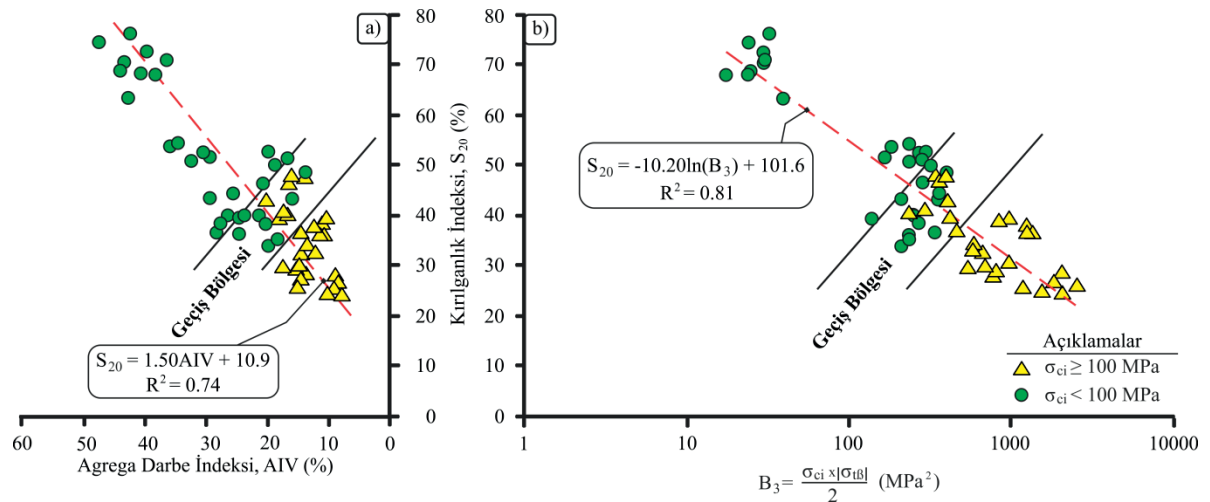 a)
80
70
60
50
40
30
20
10
0
Kırılganlık İndeksi, S₂₀ (%)
Geçiş Bölgesi
S₂₀ = 1.50AIV + 10.9
R² = 0.74
60 50 40 30 20 10 0
Agrega Darbe İndeksi, AIV (%)
b)
80
70
60
50
40
30
20
10
0
S₂₀ = -10.20ln(B₃) + 101.6
R² = 0.81
Geçiş Bölgesi
Açıklamalar
σci ≥ 100 MPa
σci < 100 MPa
1 10 100 1000 10000
B₃ = σci x|σtß| / 2 (MPa²)